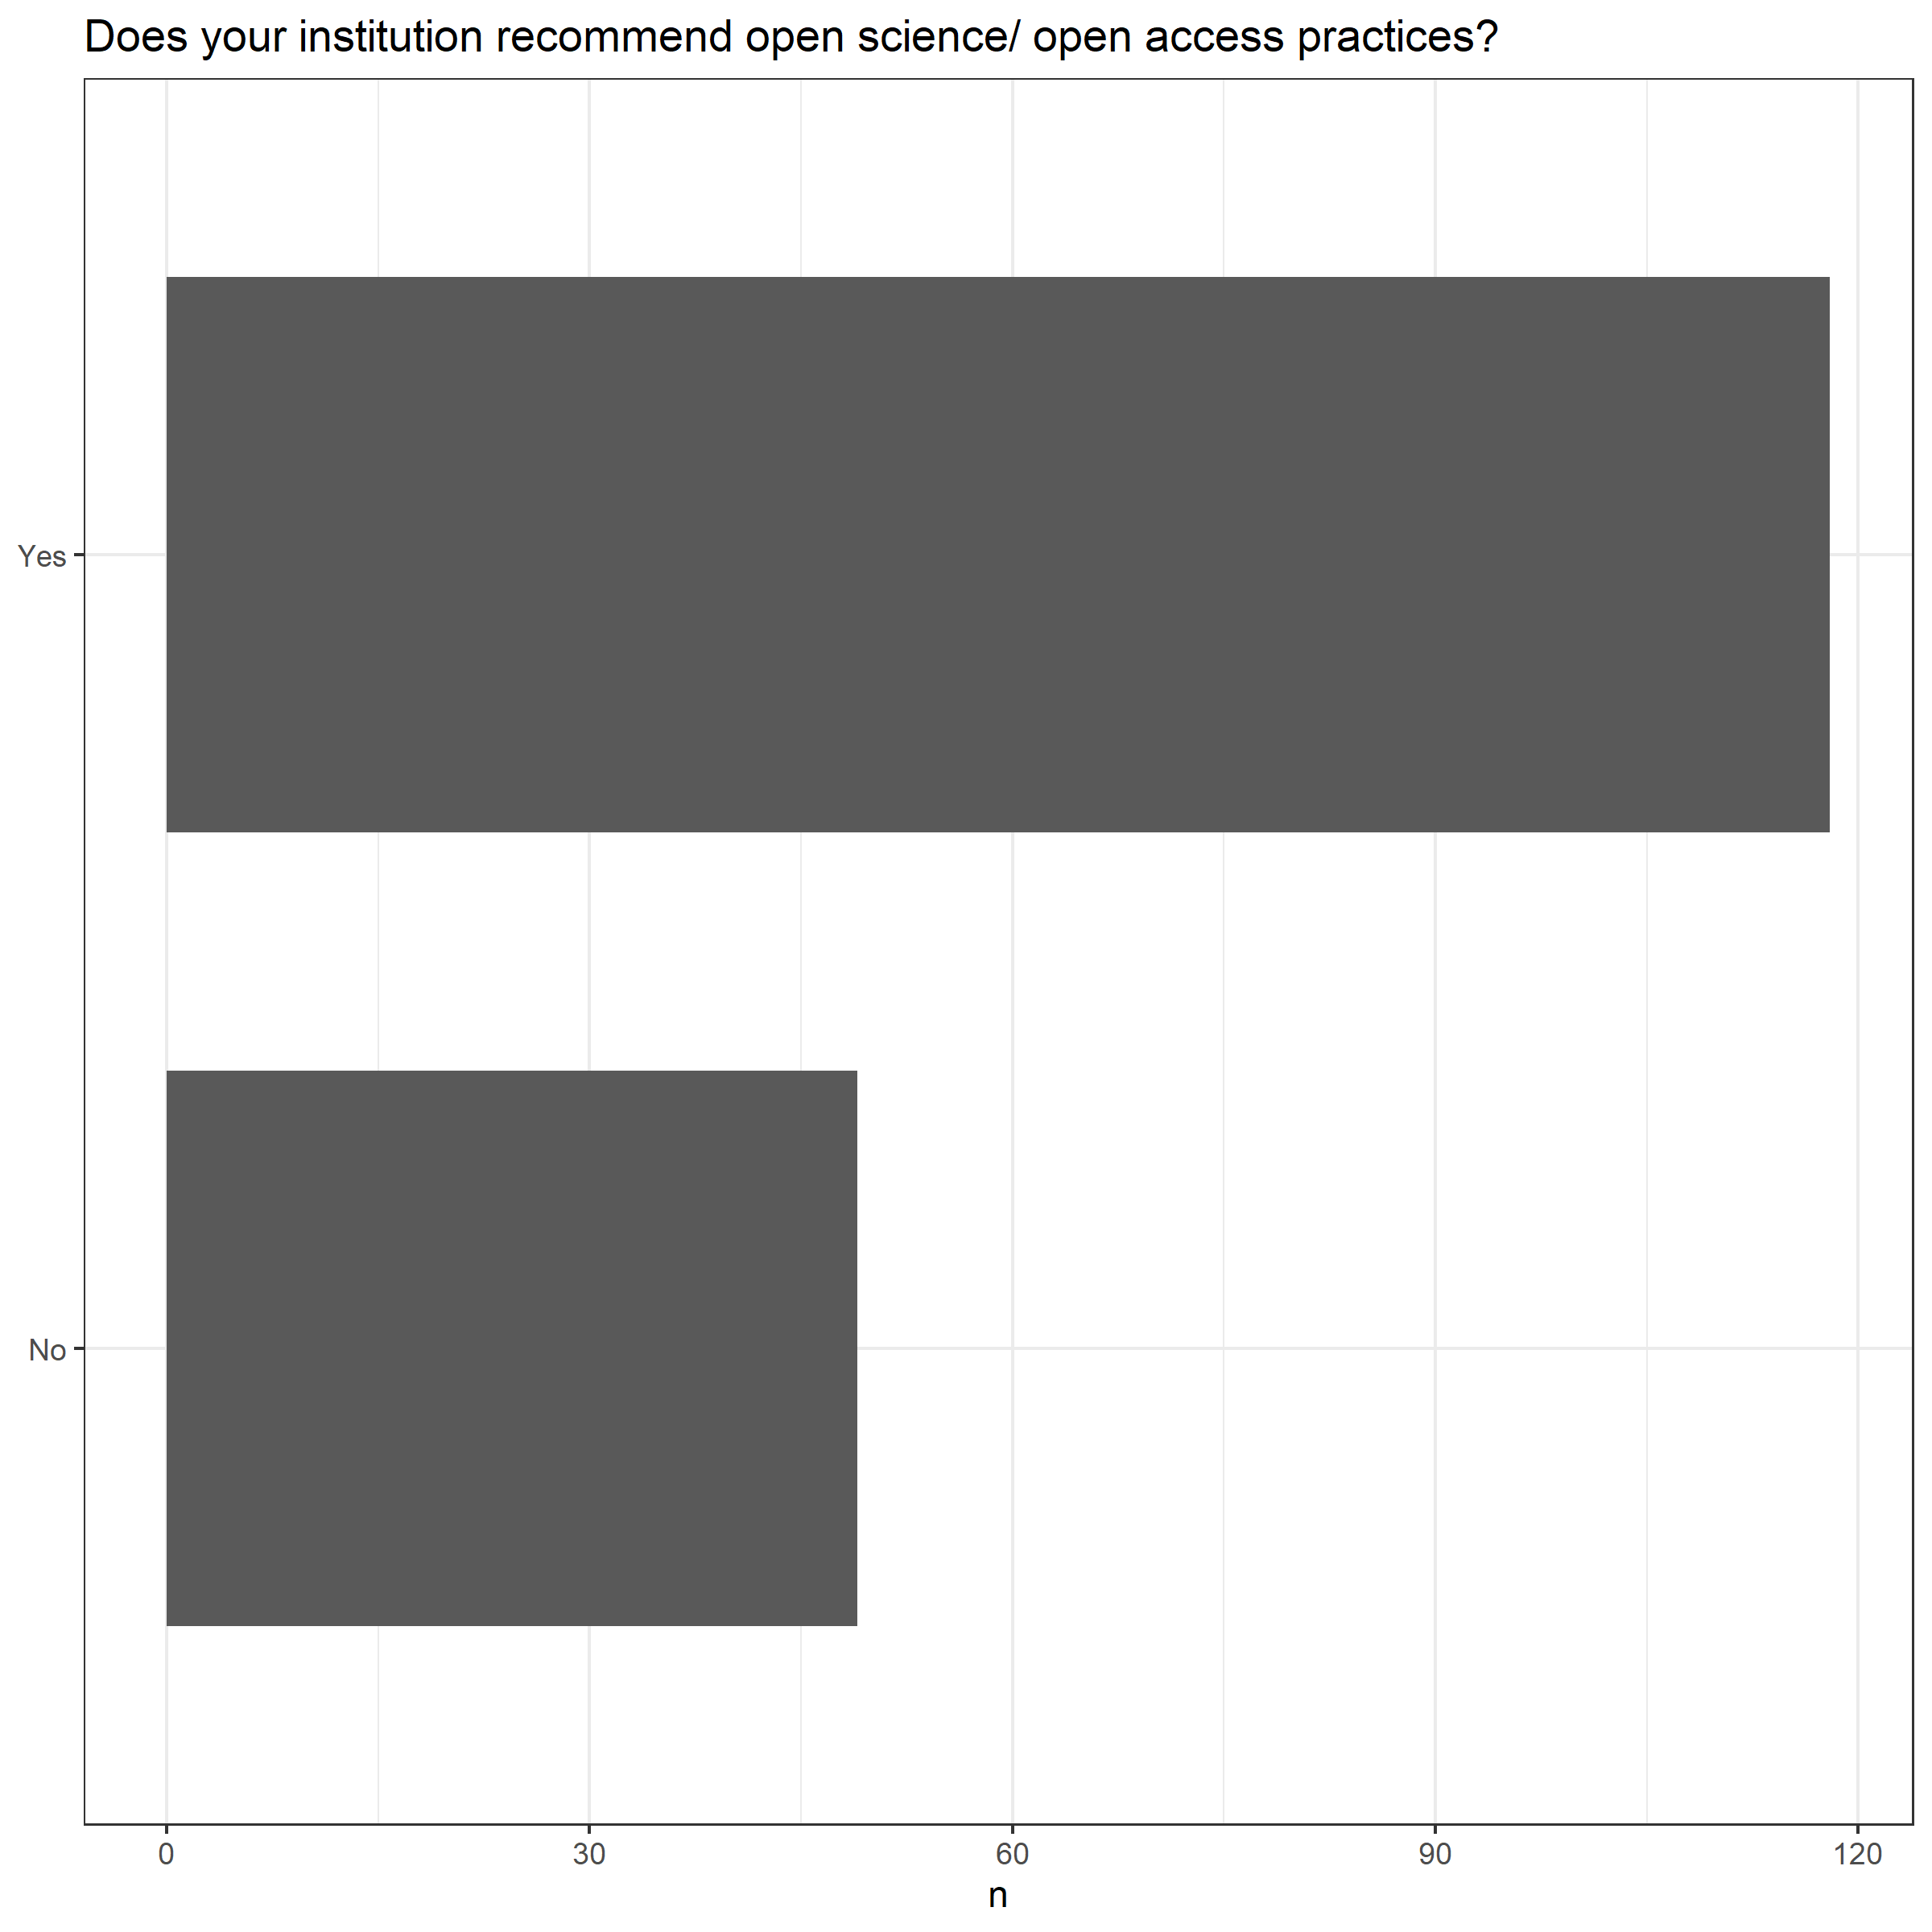 Does your institution recommend open science/ open access practices?
Yes
No
0 30 60 90 120
n